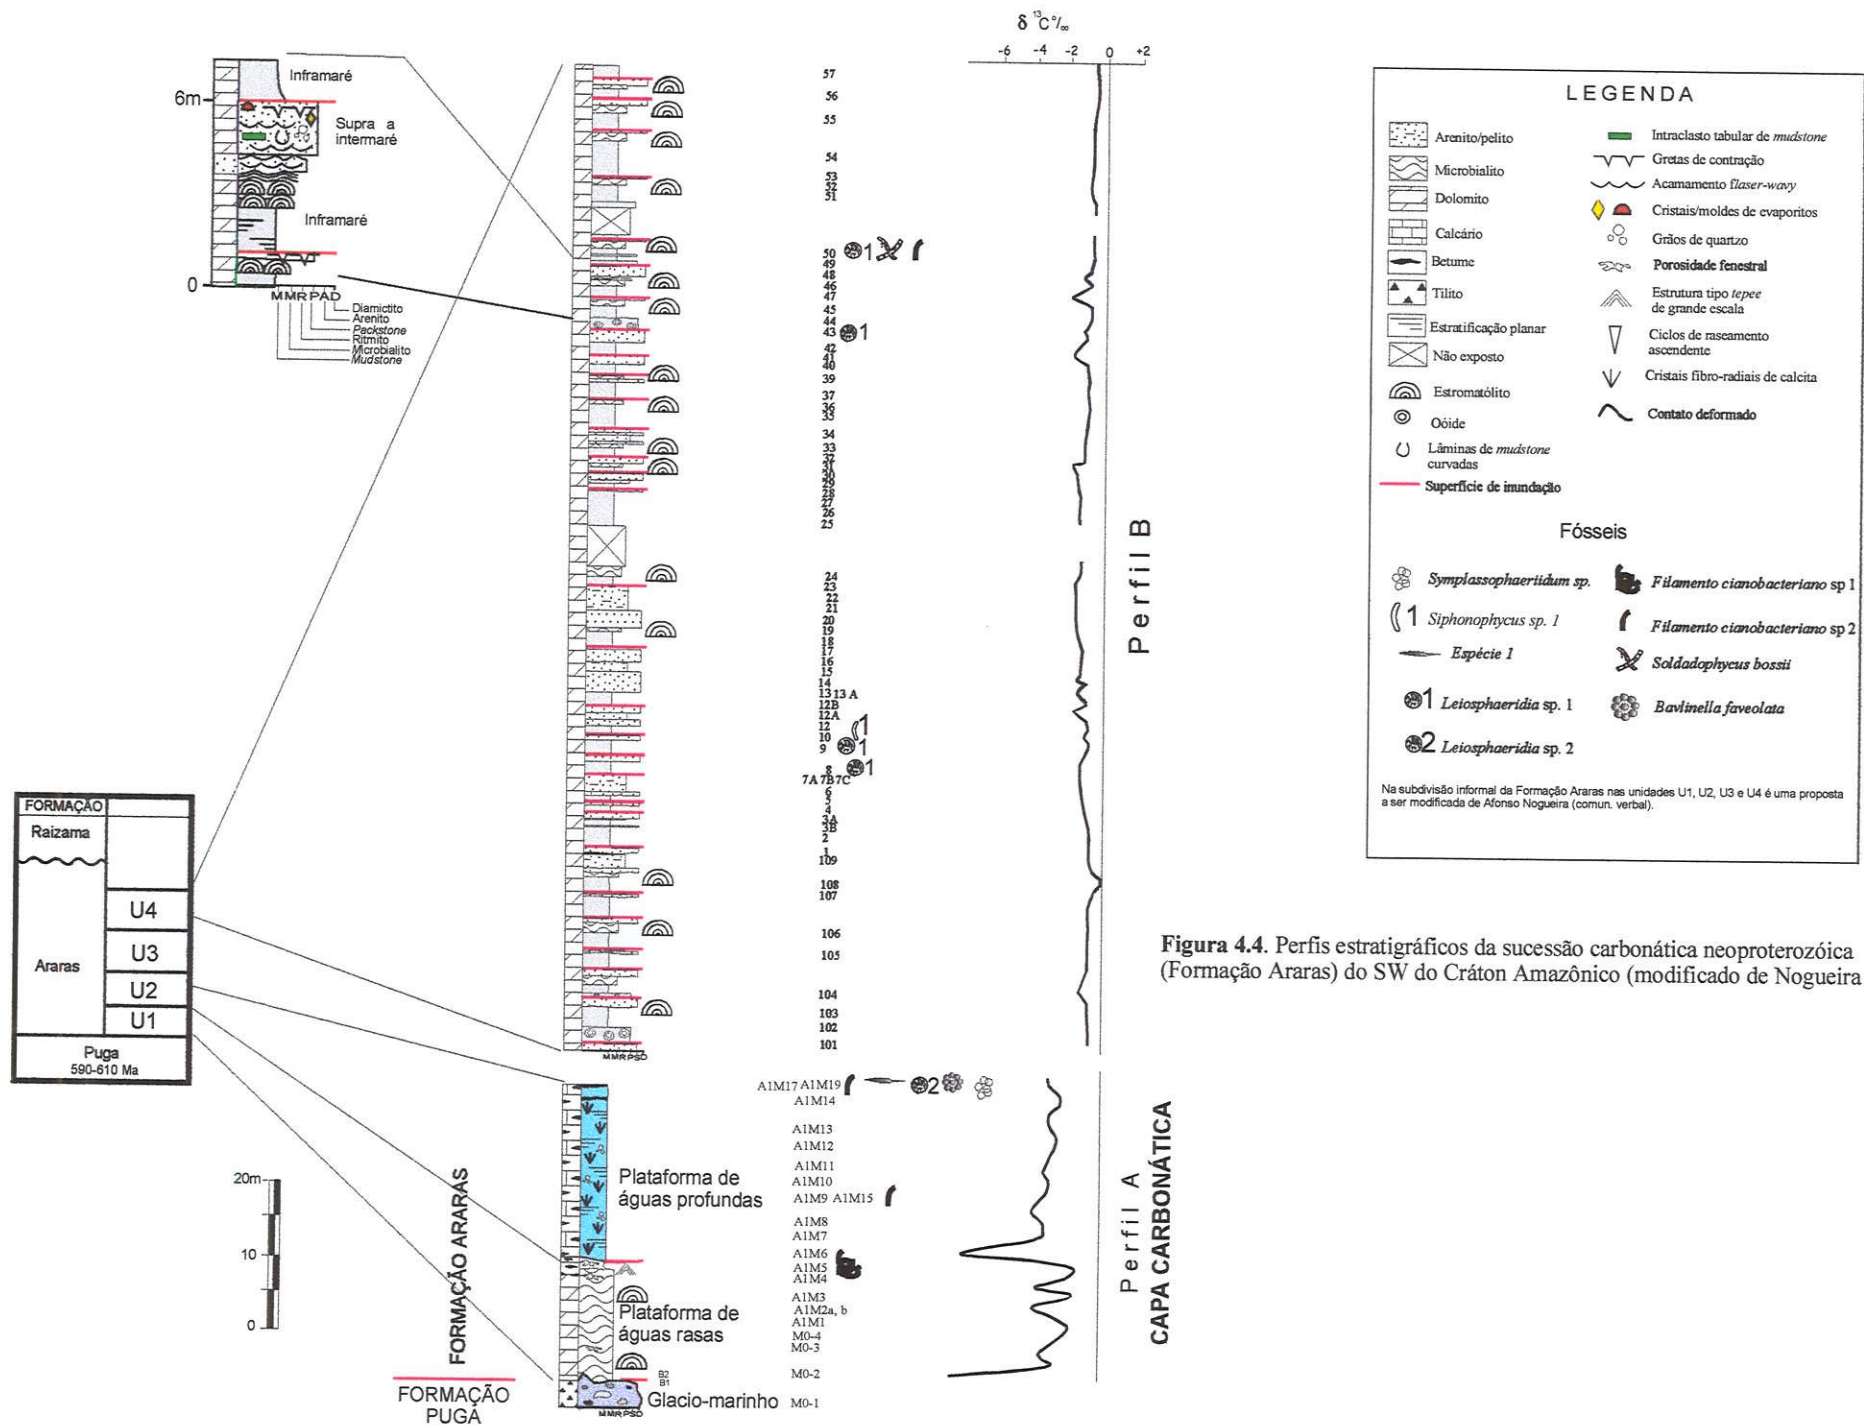 δ ¹³C‰
-6 -4 -2 0 +2
6m
0
Inframaré
Supra a
intermaré
Inframaré
M M R P A D
Diamictito
Arenito
Packstone
Ritmito
Microbialito
Mudstone
57
56
55
54
53
52
51
50
49
48
46
47
45
44
43
42
41
40
39
37
36
35
34
33
32
31
30
29
28
27
26
25
24
23
22
21
20
19
18
17
16
15
14
13 13 A
12B
12A
12
10
9
8
7A 7B 7C
6
5
4
3A
3B
2
1
109
108
107
106
105
104
103
102
101
1
1
1
1
1
MMRPSD
Perfil B
FORMAÇÃO
Raizama
Araras
U4
U3
U2
U1
Puga
590-610 Ma
20m
10
0
FORMAÇÃO ARARAS
FORMAÇÃO
PUGA
Plataforma de
águas profundas
Plataforma de
águas rasas
Glacio-marinho
MMRPSD
A1M17 A1M19
2
A1M14
A1M13
A1M12
A1M11
A1M10
A1M9 A1M15
A1M8
A1M7
A1M6
A1M5
A1M4
A1M3
A1M2a, b
A1M1
M0-4
M0-3
M0-2
B2
B1
M0-1
Perfil A
CAPA CARBONÁTICA
LEGENDA
Arenito/pelito
Microbialito
Dolomito
Calcário
Betume
Tilito
Estratificação planar
Não exposto
Estromatólito
Oóide
Lâminas de mudstone
curvadas
Superfície de inundação
Intraclasto tabular de mudstone
Gretas de contração
Acamamento flaser-wavy
Cristais/moldes de evaporitos
Grãos de quartzo
Porosidade fenestral
Estrutura tipo tepee
de grande escala
Ciclos de raseamento
ascendente
Cristais fibro-radiais de calcita
Contato deformado
Fósseis
Symplassophaeriidum sp.
1 Siphonophycus sp. 1
Espécie 1
1 Leiosphaeridia sp. 1
2 Leiosphaeridia sp. 2
Filamento cianobacteriano sp 1
Filamento cianobacteriano sp 2
Soldadophycus bossii
Bavlinella faveolata
Na subdivisão informal da Formação Araras nas unidades U1, U2, U3 e U4 é uma proposta
a ser modificada de Afonso Nogueira (comun. verbal).
Figura 4.4. Perfis estratigráficos da sucessão carbonática neoproterozóica
(Formação Araras) do SW do Cráton Amazônico (modificado de Nogueira